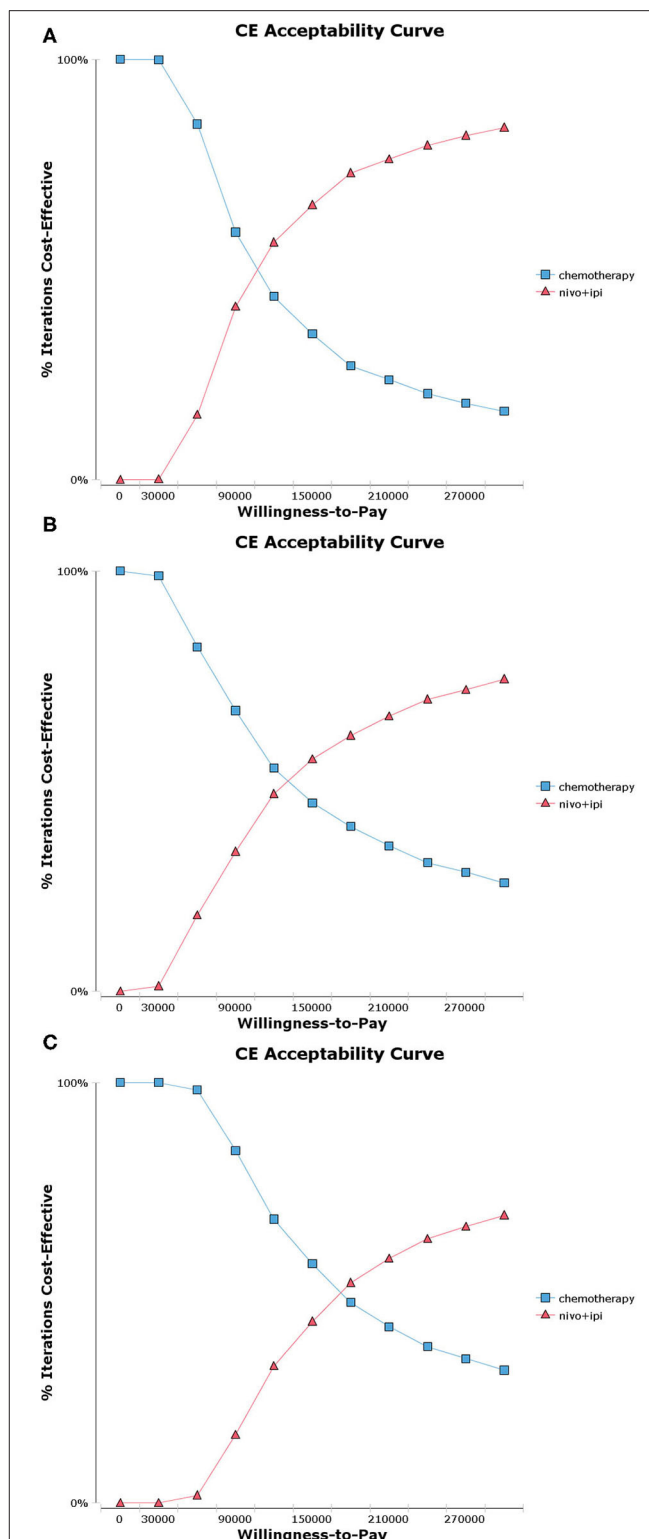 A
CE Acceptability Curve
100%
% Iterations Cost-Effective
chemotherapy
nivo+ipi
0%
0 30000 90000 150000 210000 270000
Willingness-to-Pay
B
CE Acceptability Curve
100%
% Iterations Cost-Effective
chemotherapy
nivo+ipi
0%
0 30000 90000 150000 210000 270000
Willingness-to-Pay
C
CE Acceptability Curve
100%
% Iterations Cost-Effective
chemotherapy
nivo+ipi
0%
0 30000 90000 150000 210000 270000
Willingness-to-Pay